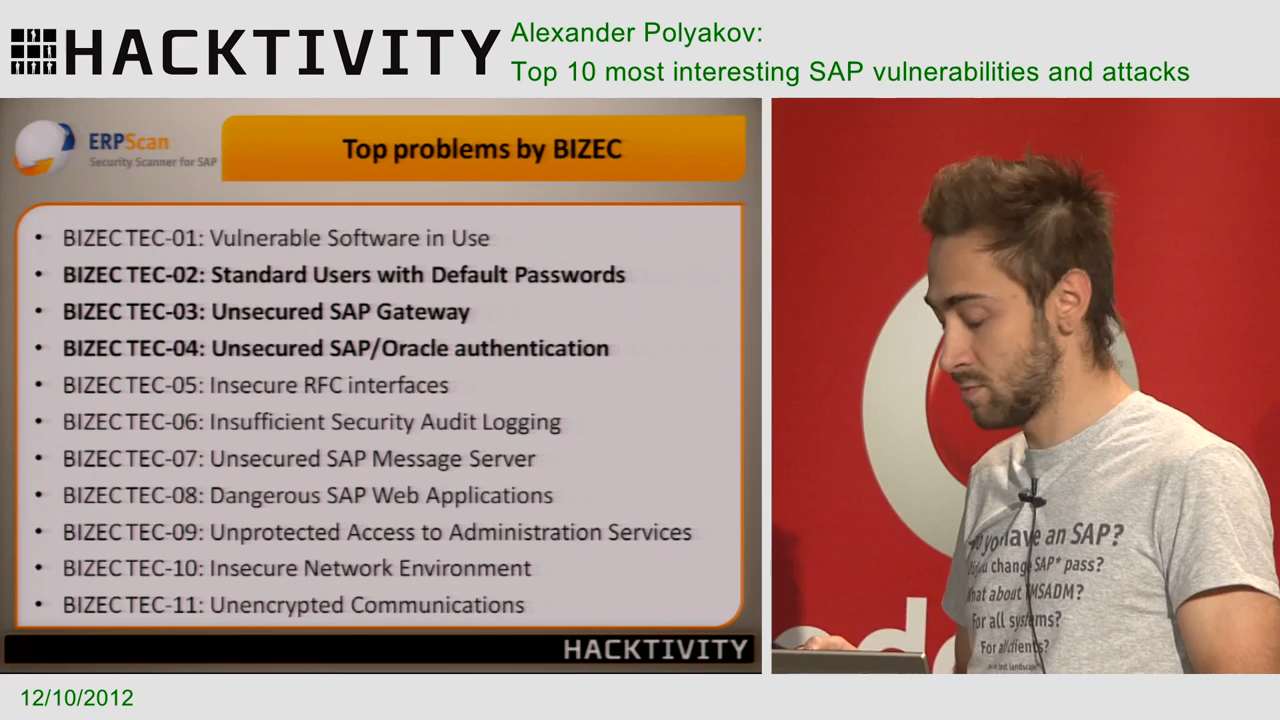 HACKTIVITY
Alexander Polyakov:
Top 10 most interesting SAP vulnerabilities and attacks
ERPScan
Security Scanner for SAP
Top problems by BIZEC
• BIZEC TEC-01: Vulnerable Software in Use
• BIZEC TEC-02: Standard Users with Default Passwords
• BIZEC TEC-03: Unsecured SAP Gateway
• BIZEC TEC-04: Unsecured SAP/Oracle authentication
• BIZEC TEC-05: Insecure RFC interfaces
• BIZEC TEC-06: Insufficient Security Audit Logging
• BIZEC TEC-07: Unsecured SAP Message Server
• BIZEC TEC-08: Dangerous SAP Web Applications
• BIZEC TEC-09: Unprotected Access to Administration Services
• BIZEC TEC-10: Insecure Network Environment
• BIZEC TEC-11: Unencrypted Communications
HACKTIVITY
have an SAP?
change SAP* pass?
What about TMSADM?
For all systems?
For all clients?
12/10/2012